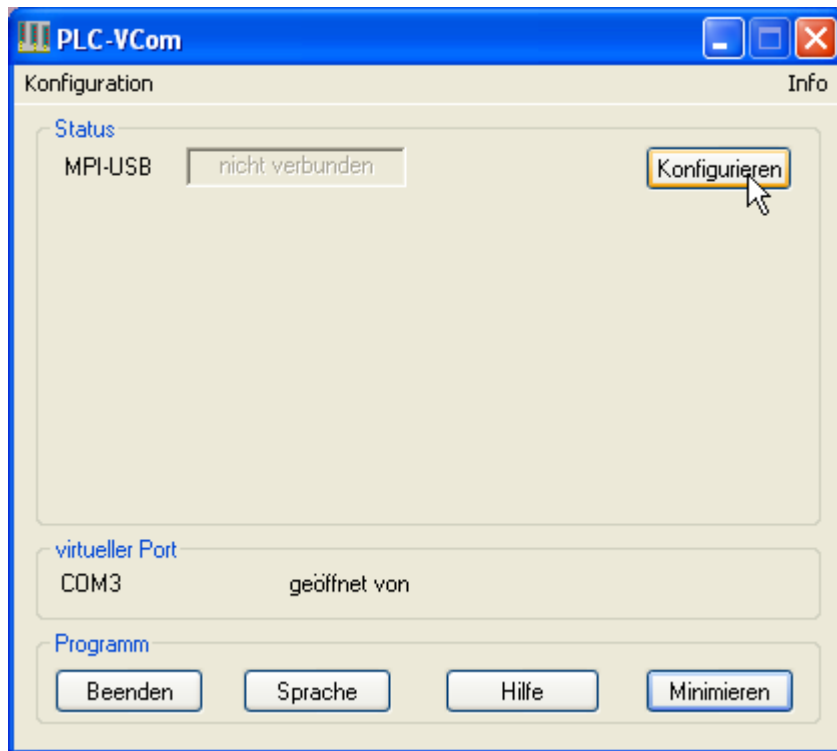 PLC-VCom
Konfiguration Info
Status
MPI-USB nicht verbunden Konfigurieren
virtueller Port
COM3 geöffnet von
Programm
Beenden Sprache Hilfe Minimieren